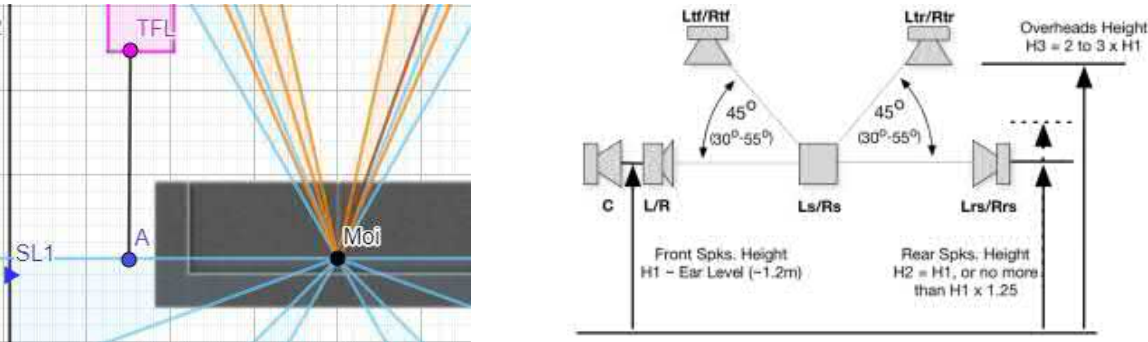 TFL
A
Moi
SL1
Ltf/Rtf
Ltr/Rtr
Overheads Height
H3 = 2 to 3 x H1
45°
(30°-55°)
45°
(30°-55°)
C
L/R
Ls/Rs
Lrs/Rrs
Front Spks. Height
H1 ~ Ear Level (~1.2m)
Rear Spks. Height
H2 = H1, or no more
than H1 x 1.25